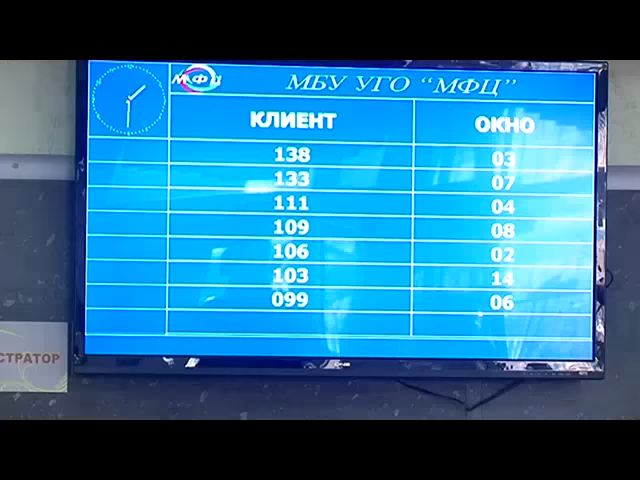 МФЦ
МБУ УГО “МФЦ”
КЛИЕНТ ОКНО
138 03
133 07
111 04
109 08
106 02
103 14
099 06
СТРАТОР